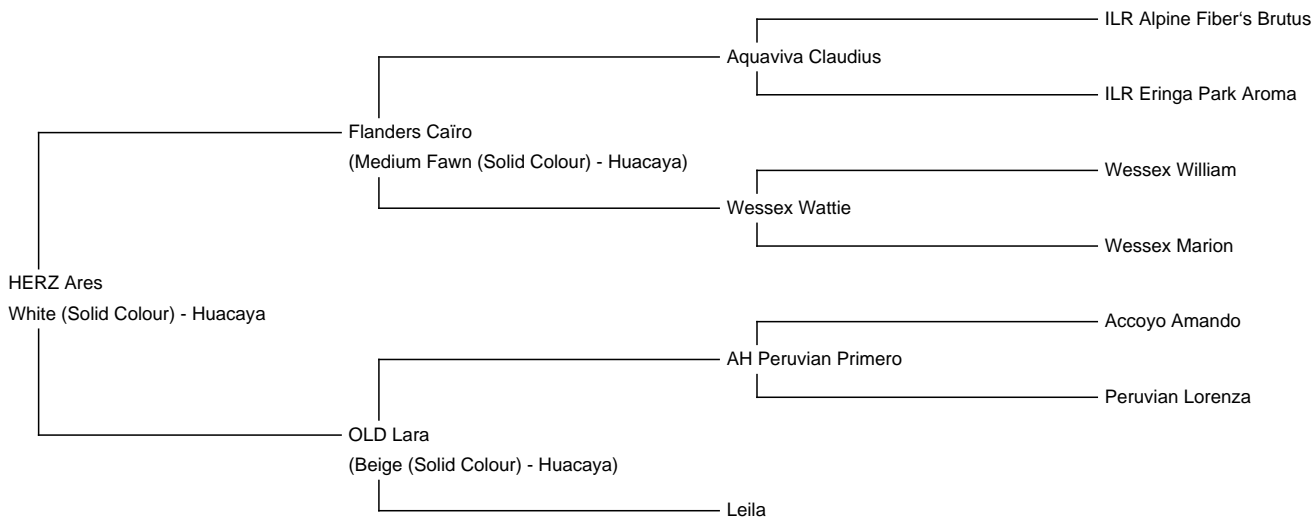 ILR Alpine Fiber‘s Brutus
Aquaviva Claudius
ILR Eringa Park Aroma
Flanders Caïro
(Medium Fawn (Solid Colour) - Huacaya)
Wessex William
Wessex Wattie
Wessex Marion
HERZ Ares
White (Solid Colour) - Huacaya
Accoyo Amando
AH Peruvian Primero
Peruvian Lorenza
OLD Lara
(Beige (Solid Colour) - Huacaya)
Leila